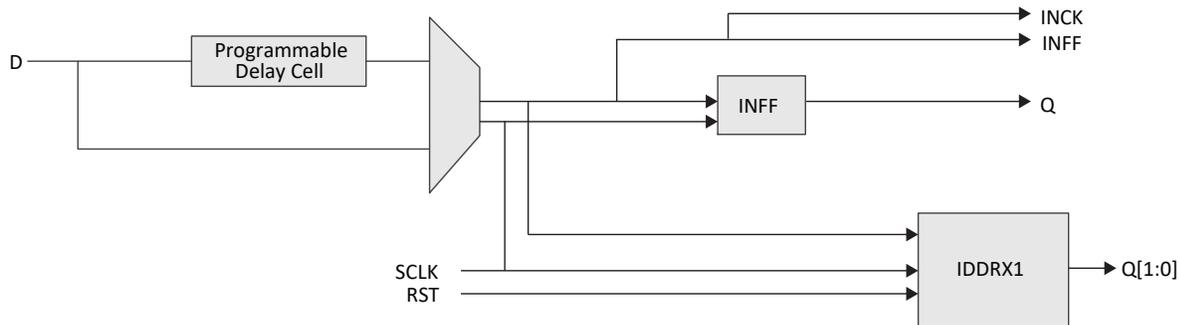 INCK
INFF
D
Programmable
Delay Cell
INFF
Q
SCLK
RST
IDDRX1
Q[1:0]